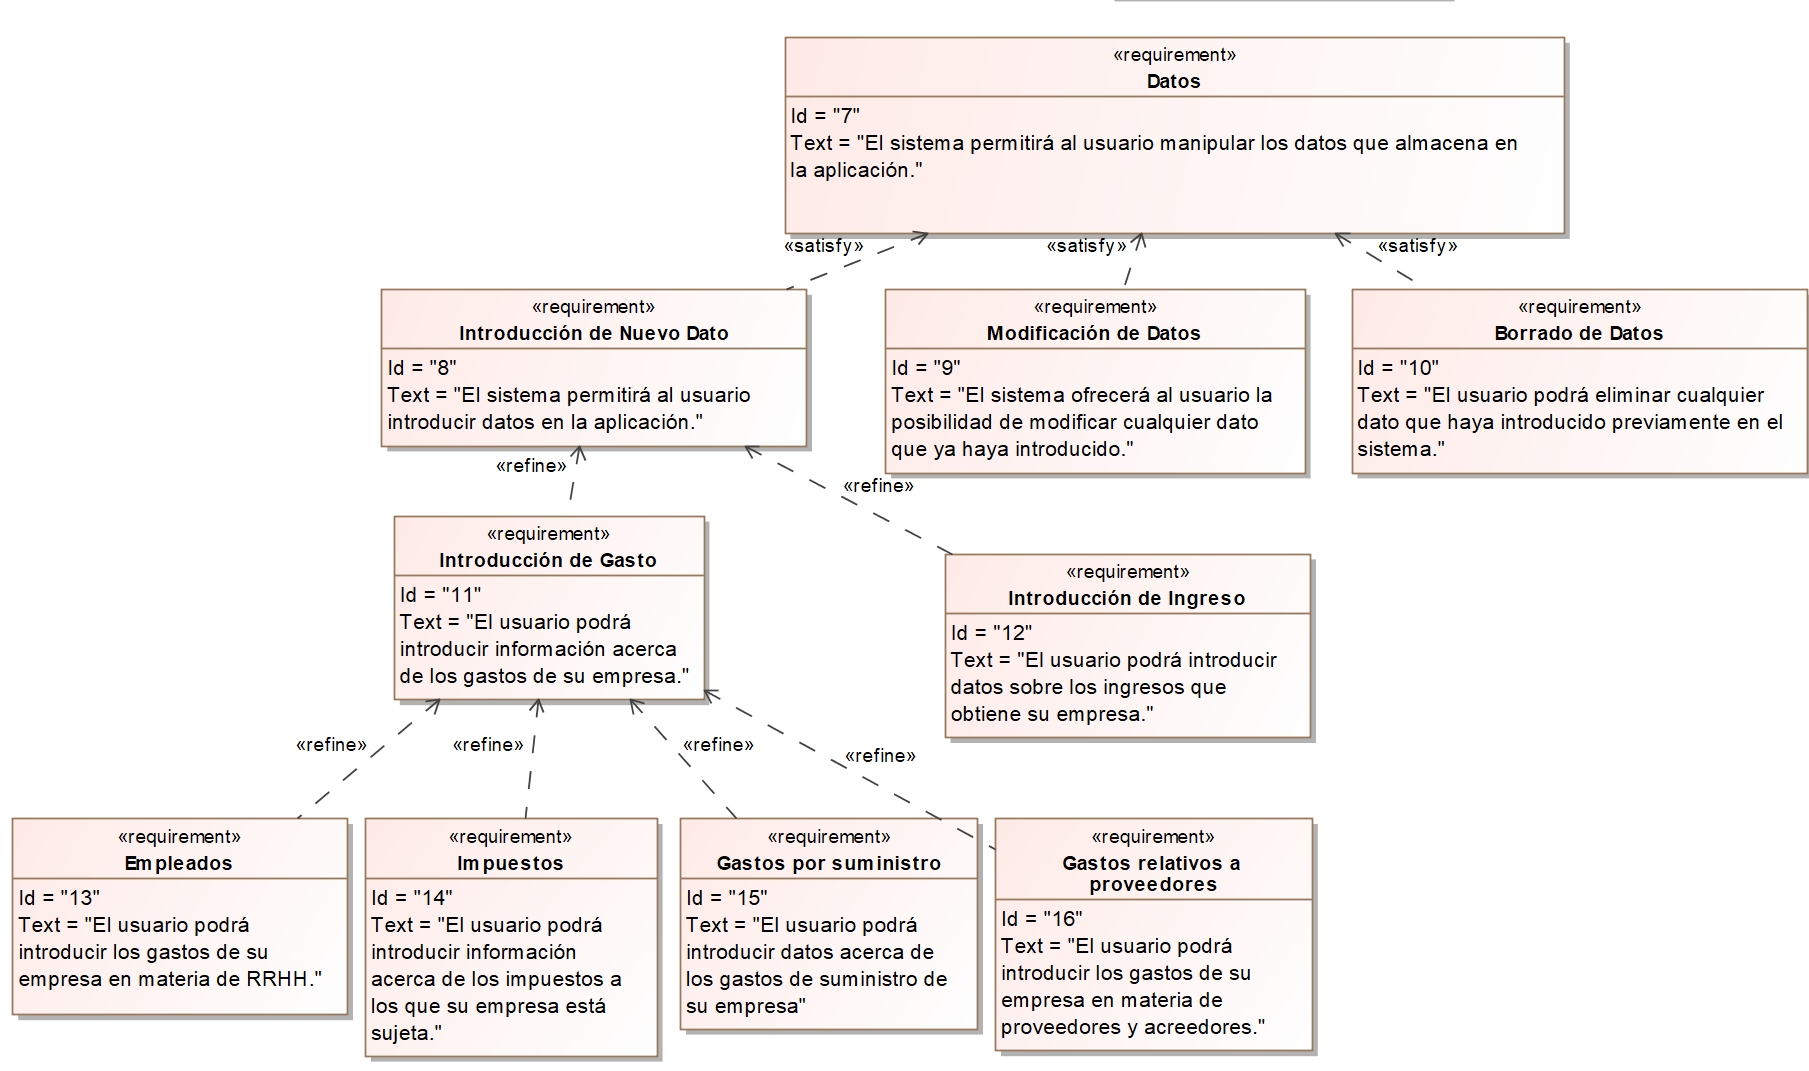 «requirement»
Datos
Id = "7"
Text = "El sistema permitirá al usuario manipular los datos que almacena en
la aplicación."
«satisfy»
«satisfy»
«satisfy»
«requirement»
Introducción de Nuevo Dato
Id = "8"
Text = "El sistema permitirá al usuario
introducir datos en la aplicación."
«requirement»
Modificación de Datos
Id = "9"
Text = "El sistema ofrecerá al usuario la
posibilidad de modificar cualquier dato
que ya haya introducido."
«requirement»
Borrado de Datos
Id = "10"
Text = "El usuario podrá eliminar cualquier
dato que haya introducido previamente en el
sistema."
«refine»
«refine»
«requirement»
Introducción de Gasto
Id = "11"
Text = "El usuario podrá
introducir información acerca
de los gastos de su empresa."
«requirement»
Introducción de Ingreso
Id = "12"
Text = "El usuario podrá introducir
datos sobre los ingresos que
obtiene su empresa."
«refine»
«refine»
«refine»
«refine»
«requirement»
Empleados
Id = "13"
Text = "El usuario podrá
introducir los gastos de su
empresa en materia de RRHH."
«requirement»
Impuestos
Id = "14"
Text = "El usuario podrá
introducir información
acerca de los impuestos a
los que su empresa está
sujeta."
«requirement»
Gastos por suministro
Id = "15"
Text = "El usuario podrá
introducir datos acerca de
los gastos de suministro de
su empresa"
«requirement»
Gastos relativos a
proveedores
Id = "16"
Text = "El usuario podrá
introducir los gastos de su
empresa en materia de
proveedores y acreedores."